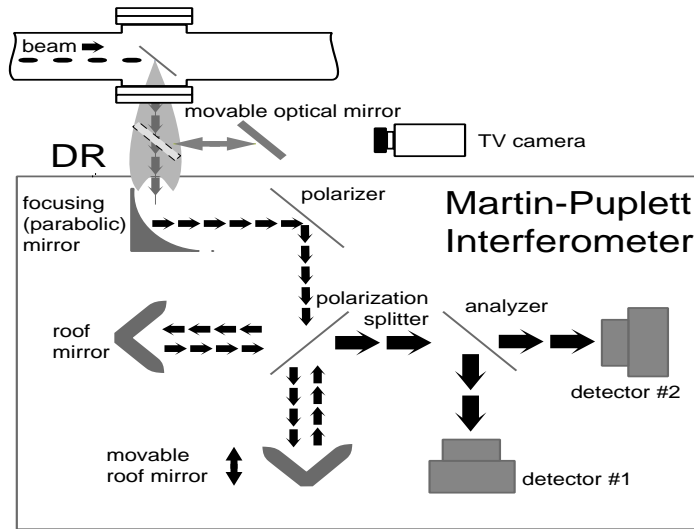 beam
movable optical mirror
TV camera
DR
focusing
(parabolic)
mirror
polarizer
Martin-Puplett
Interferometer
polarization
splitter
analyzer
roof
mirror
detector #2
movable
roof mirror
detector #1